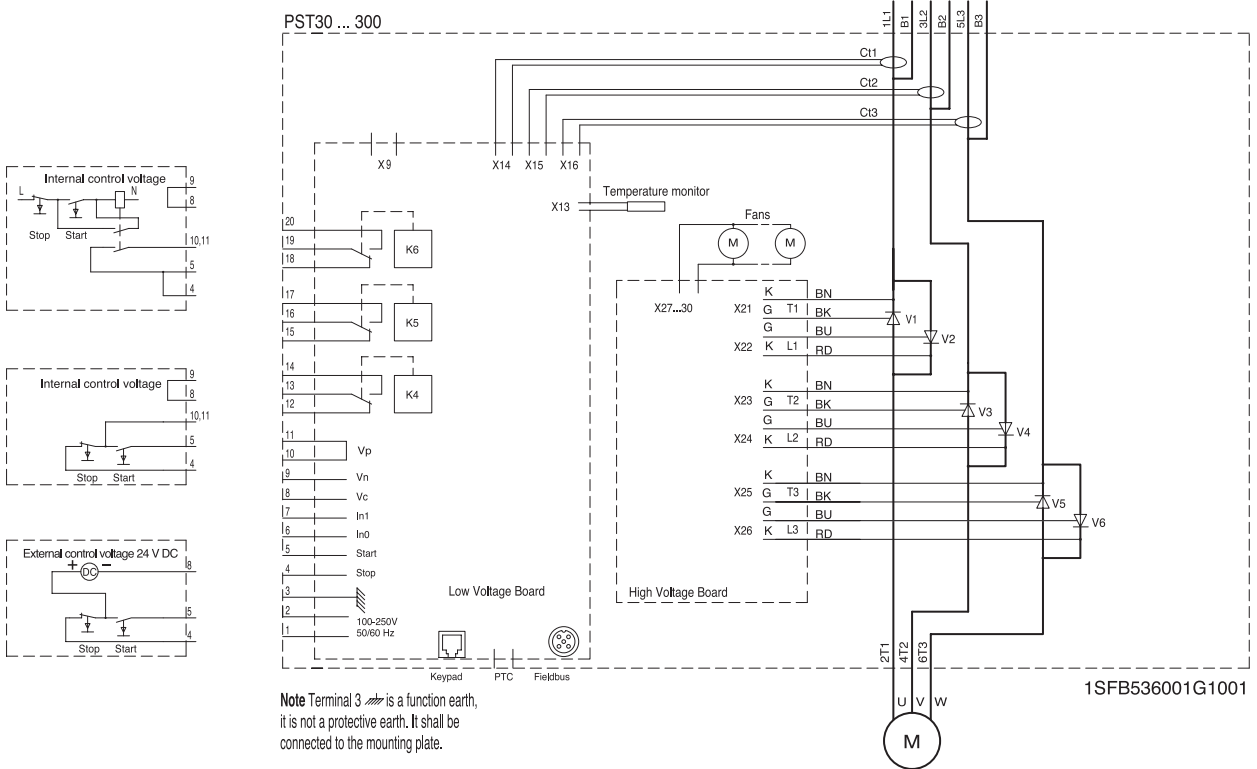 PST30 ... 300
1L1
B1
3L2
B2
5L3
B3
Ct1
Ct2
Ct3
X9
X14
X15
X16
X13
Temperature monitor
Internal control voltage
L
N
Stop
Start
9
8
10,11
5
4
Internal control voltage
9
8
10,11
5
4
Stop
Start
External control voltage 24 V DC
+
DC
−
8
5
4
Stop
Start
20
19
18
K6
17
16
15
K5
14
13
12
K4
11
10
Vp
9
Vn
8
Vc
7
In1
6
In0
5
Start
4
Stop
3
2
100-250V
1
50/60 Hz
Low Voltage Board
Keypad
PTC
Fieldbus
Fans
M
M
X27...30
X21
K
BN
G
T1
BK
X22
G
BU
K
L1
RD
X23
K
BN
G
T2
BK
X24
G
BU
K
L2
RD
X25
K
BN
G
T3
BK
X26
G
BU
K
L3
RD
High Voltage Board
V1
V2
V3
V4
V5
V6
2T1
4T2
6T3
U
V
W
M
1SFB536001G1001
Note Terminal 3 is a function earth,
it is not a protective earth. It shall be
connected to the mounting plate.